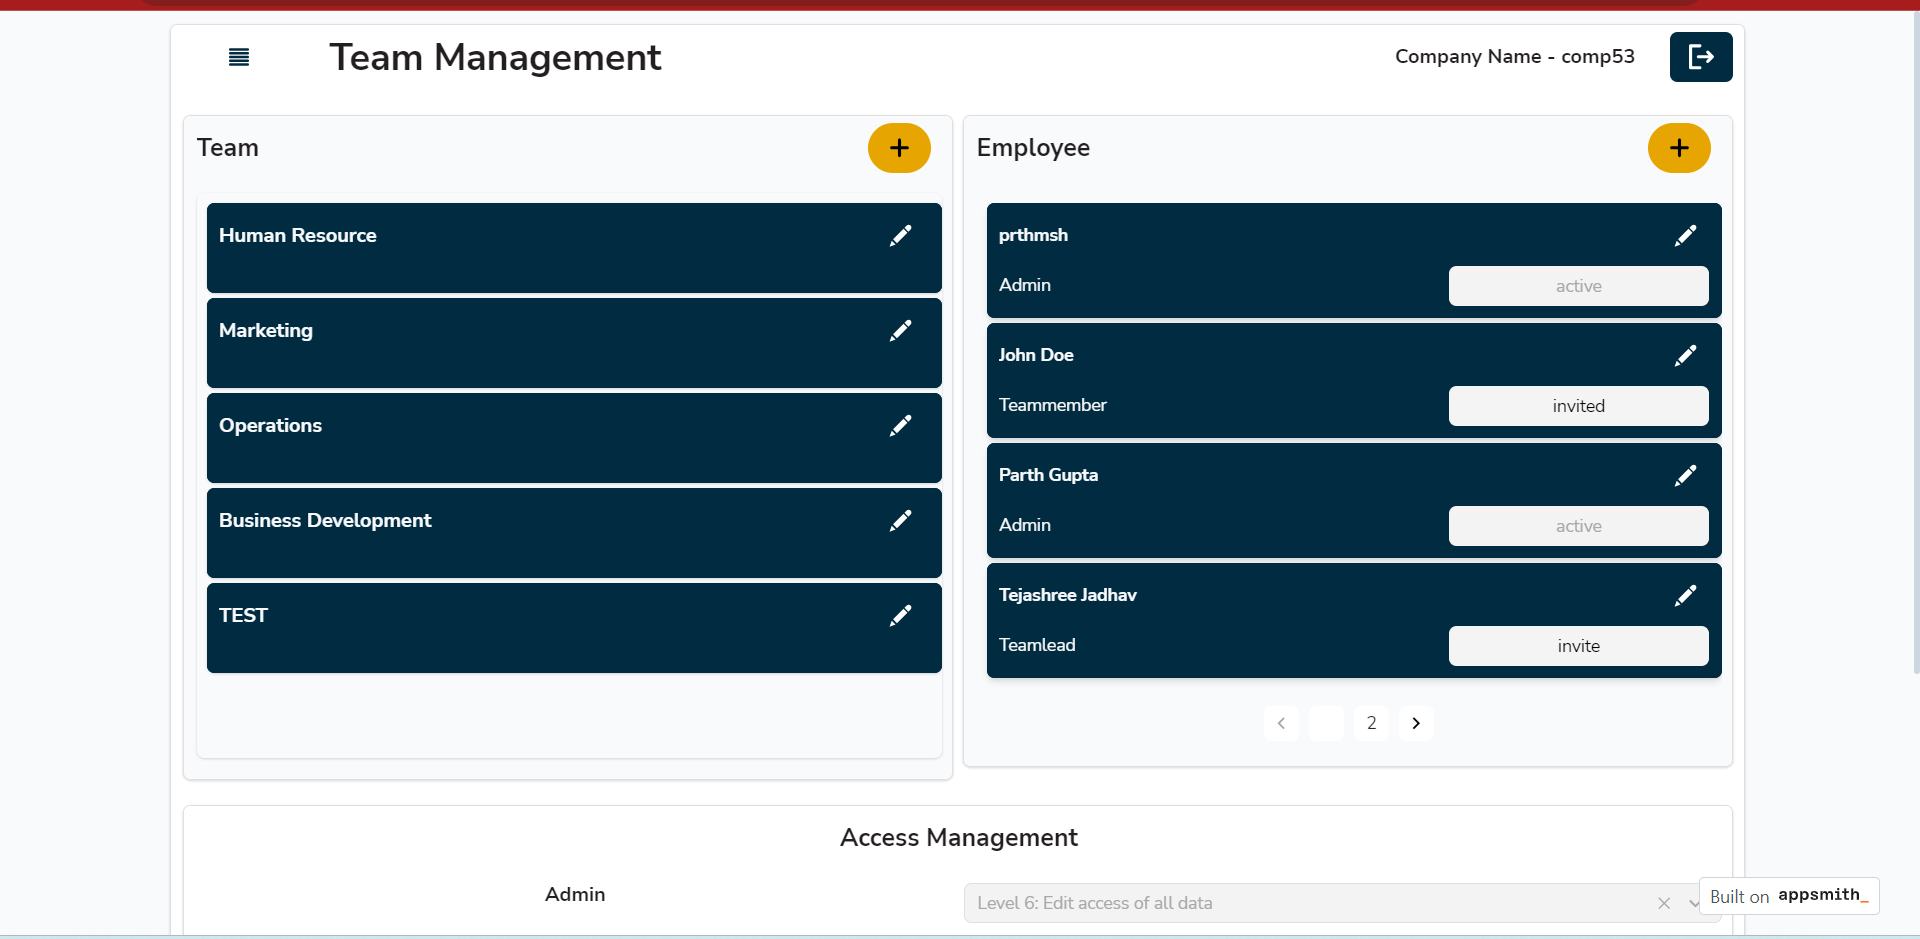 Team Management
Company Name - comp53
Team
Human Resource
Marketing
Operations
Business Development
TEST
Employee
prthmsh
Admin
active
John Doe
Teammember
invited
Parth Gupta
Admin
active
Tejashree Jadhav
Teamlead
invite
2
Access Management
Admin
Level 6: Edit access of all data
Built on appsmith_